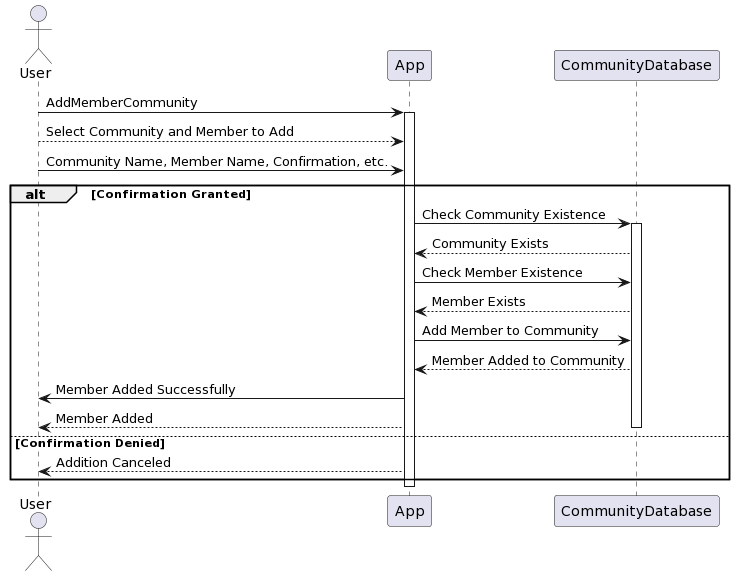 User
App
CommunityDatabase
AddMemberCommunity
Select Community and Member to Add
Community Name, Member Name, Confirmation, etc.
alt [Confirmation Granted]
Check Community Existence
Community Exists
Check Member Existence
Member Exists
Add Member to Community
Member Added to Community
Member Added Successfully
Member Added
[Confirmation Denied]
Addition Canceled
User
App
CommunityDatabase